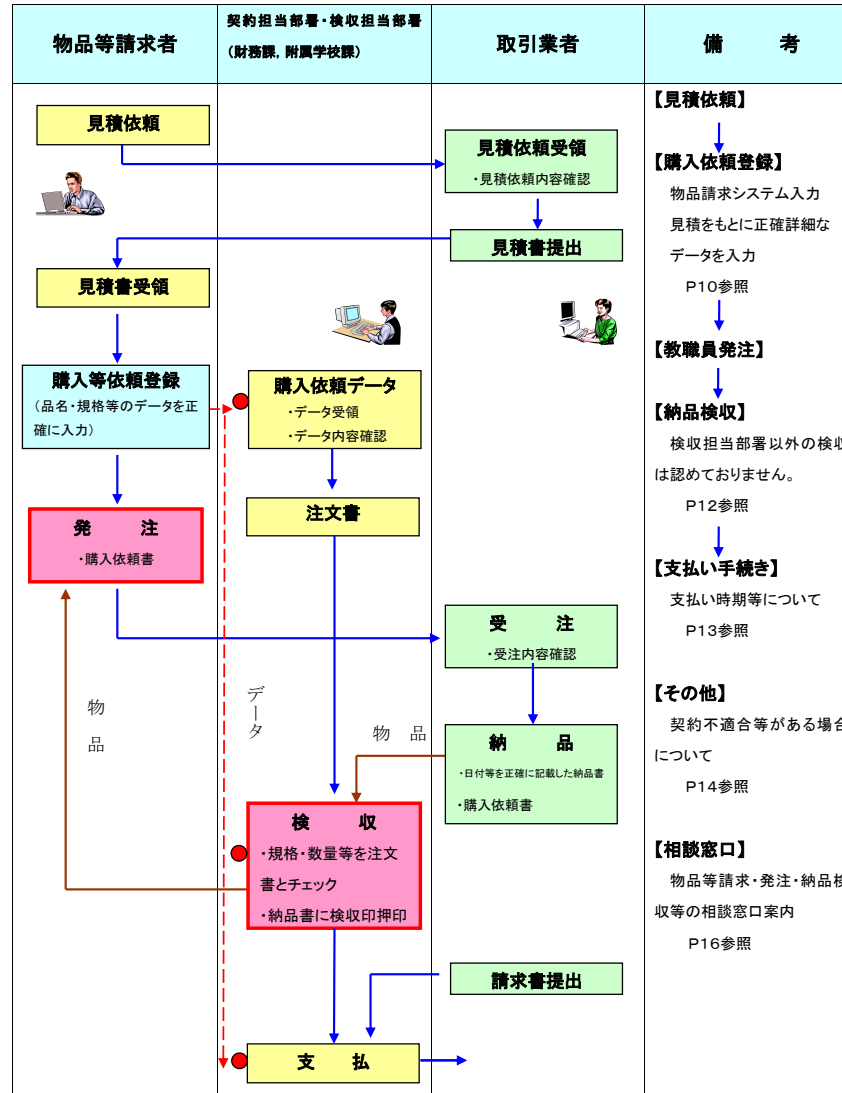 物品等請求者
契約担当部署・検収担当部署
(財務課, 附属学校課)
取引業者
備　考
見積依頼
見積依頼受領
・見積依頼内容確認
見積書提出
見積書受領
購入等依頼登録
(品名・規格等のデータを正
確に入力)
購入依頼データ
・データ受領
・データ内容確認
発　注
・購入依頼書
注文書
受　注
・受注内容確認
物品
データ
物　品
納　品
・日付等を正確に記載した納品書
・購入依頼書
検　収
・規格・数量等を注文
書とチェック
・納品書に検収印押印
請求書提出
支　払
【見積依頼】
【購入依頼登録】
物品請求システム入力
見積をもとに正確詳細な
データを入力
P10参照
【教職員発注】
【納品検収】
検収担当部署以外の検収
は認めておりません。
P12参照
【支払い手続き】
支払い時期等について
P13参照
【その他】
契約不適合等がある場合
について
P14参照
【相談窓口】
物品等請求・発注・納品検
収等の相談窓口案内
P16参照